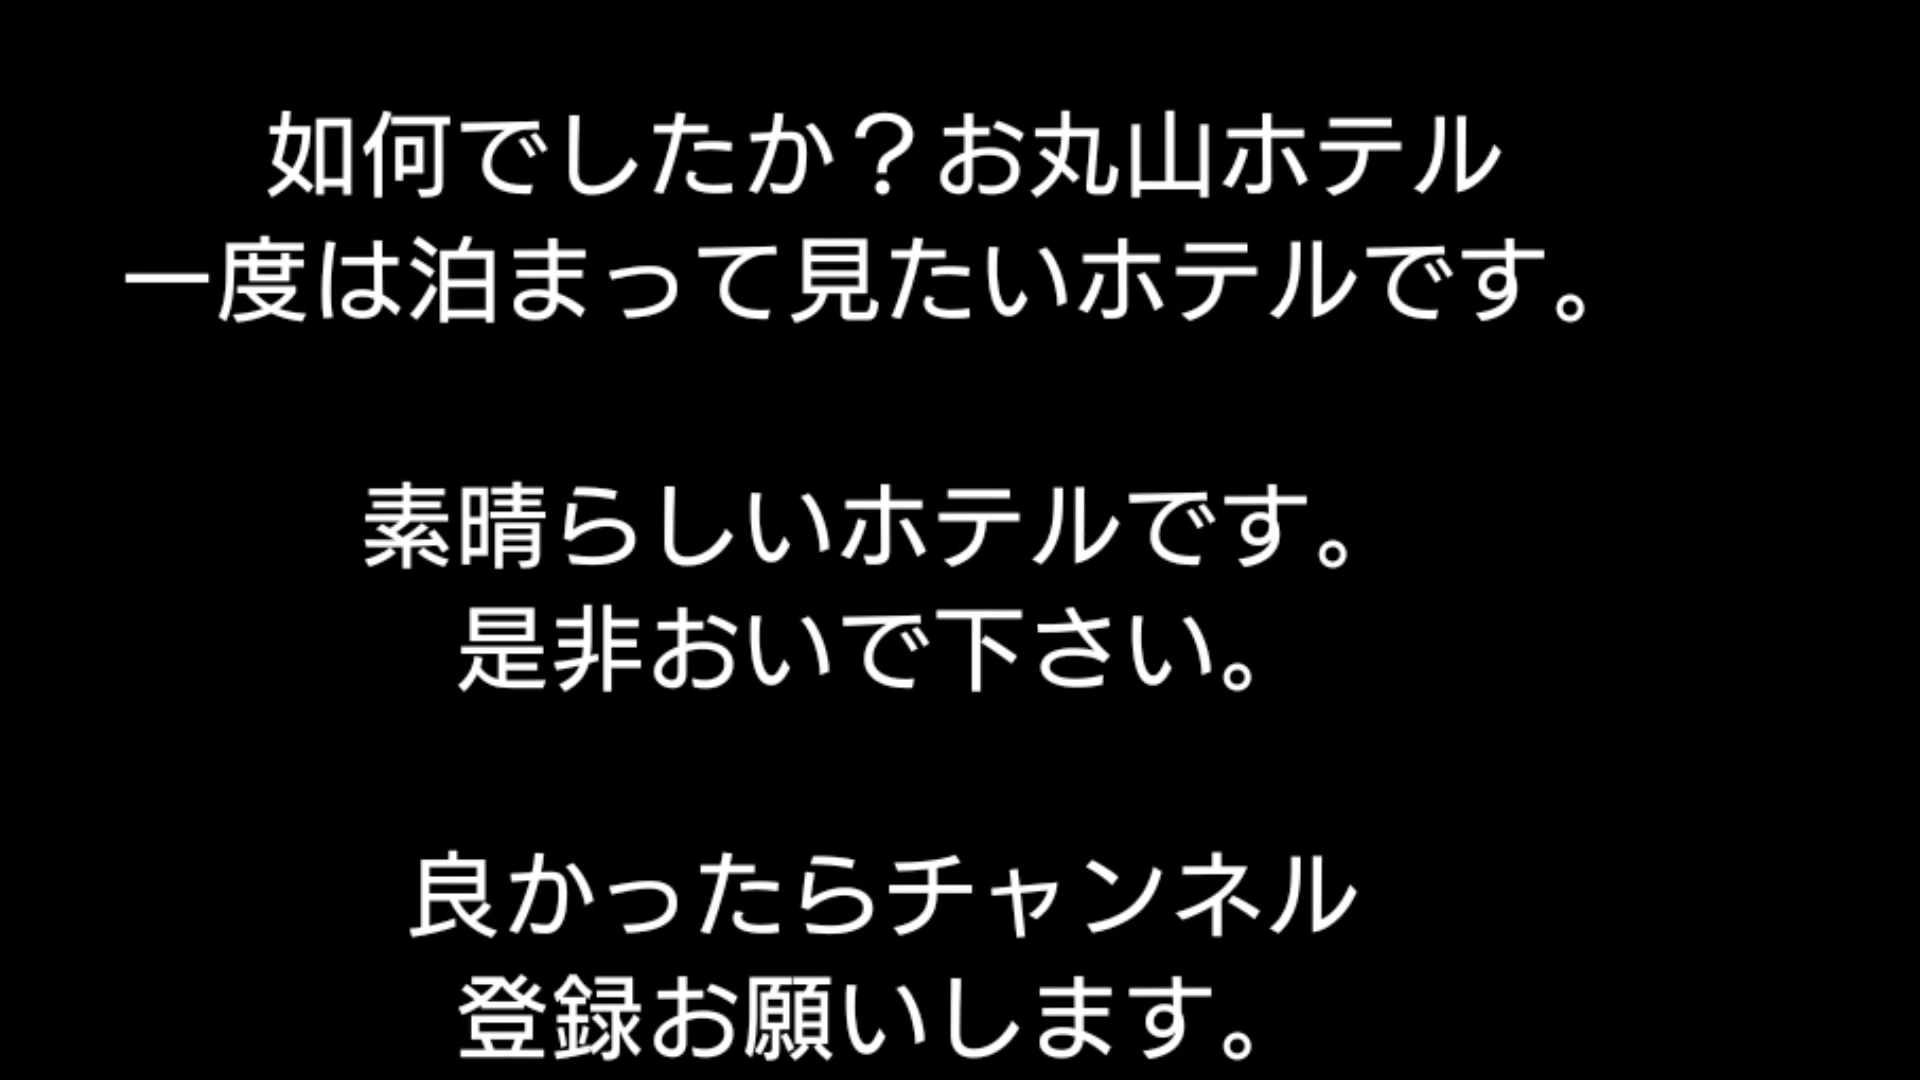 如何でしたか？お丸山ホテル
一度は泊まって見たいホテルです。
素晴らしいホテルです。
是非おいで下さい。
良かったらチャンネル
登録お願いします。